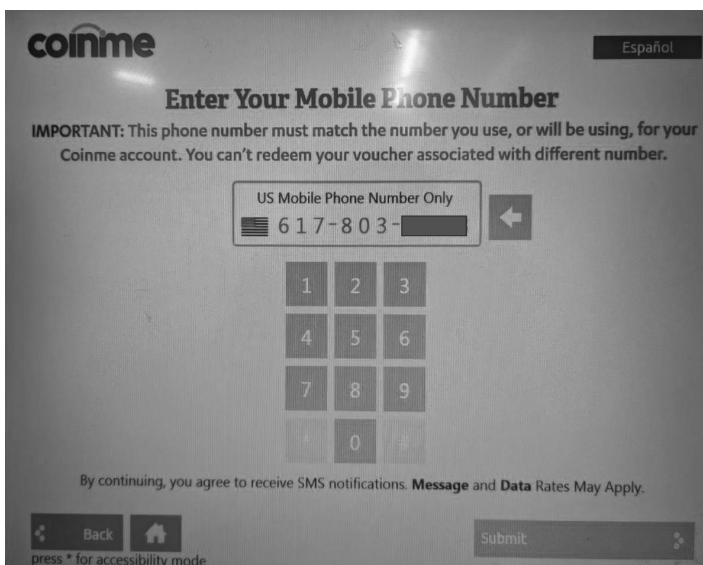 coinme
Español
Enter Your Mobile Phone Number
IMPORTANT: This phone number must match the number you use, or will be using, for your
Coinme account. You can't redeem your voucher associated with different number.
US Mobile Phone Number Only
617-803-
1 2 3
4 5 6
7 8 9
* 0 #
By continuing, you agree to receive SMS notifications. Message and Data Rates May Apply.
Back
Submit
press * for accessibility mode